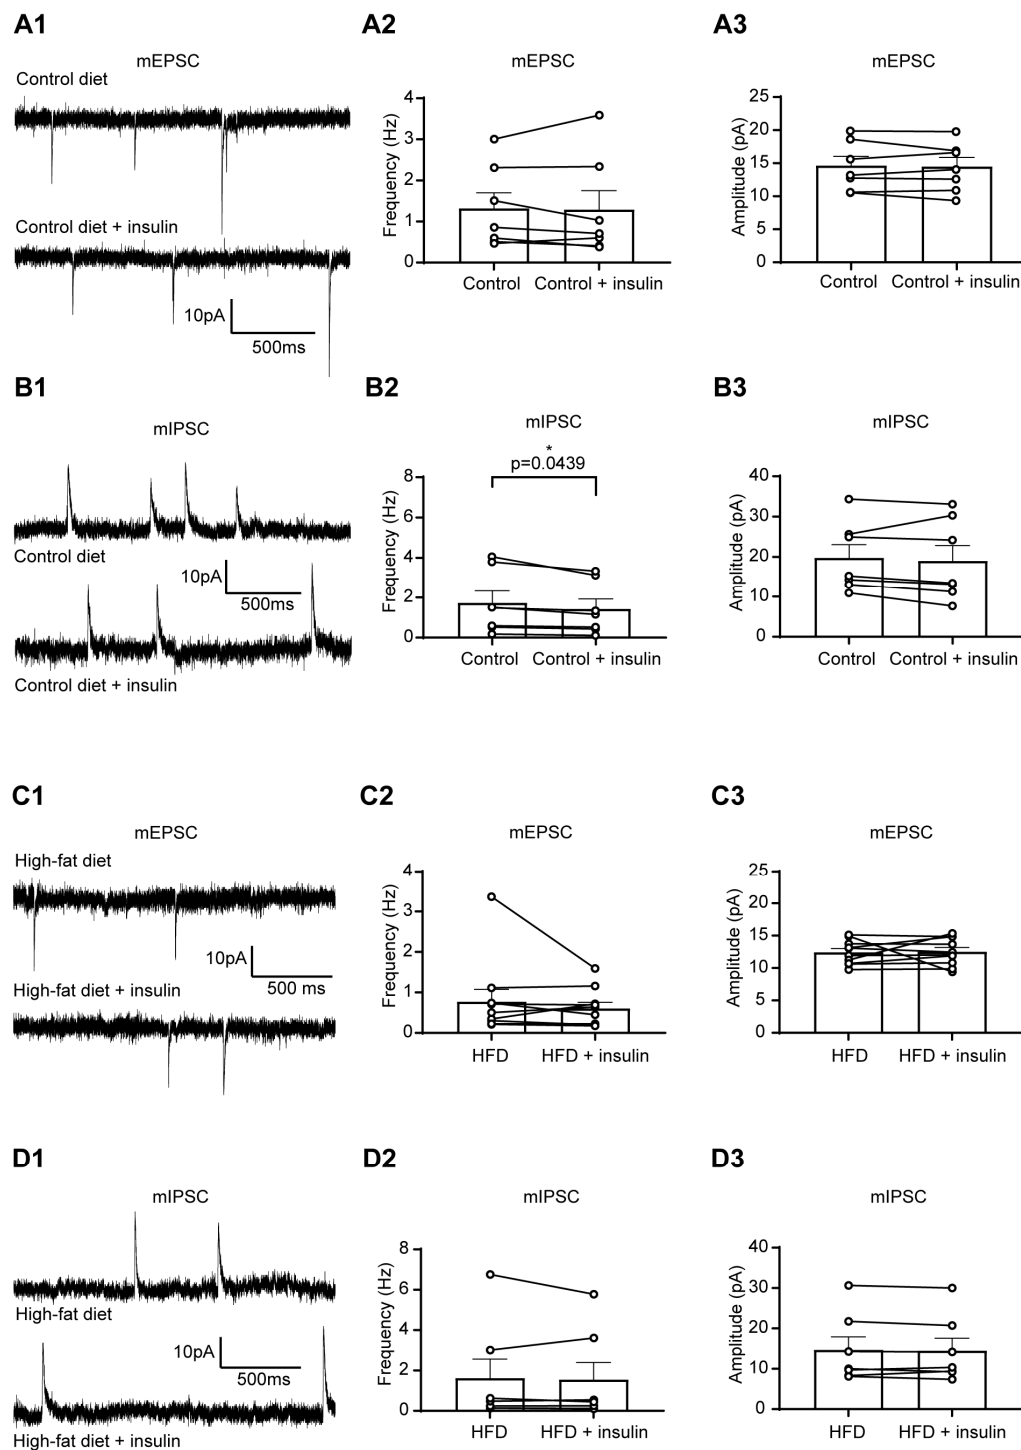 A1
mEPSC
Control diet
Control diet + insulin
10pA
500ms
A2
mEPSC
Frequency (Hz)
4
3
2
1
0
Control
Control + insulin
A3
mEPSC
Amplitude (pA)
25
20
15
10
5
0
Control
Control + insulin
B1
mIPSC
Control diet
10pA
500ms
Control diet + insulin
B2
mIPSC
*
p=0.0439
Frequency (Hz)
8
6
4
2
0
Control
Control + insulin
B3
mIPSC
Amplitude (pA)
40
30
20
10
0
Control
Control + insulin
C1
mEPSC
High-fat diet
10pA
500 ms
High-fat diet + insulin
C2
mEPSC
Frequency (Hz)
4
3
2
1
0
HFD
HFD + insulin
C3
mEPSC
Amplitude (pA)
25
20
15
10
5
0
HFD
HFD + insulin
D1
mIPSC
High-fat diet
10pA
500ms
High-fat diet + insulin
D2
mIPSC
Frequency (Hz)
8
6
4
2
0
HFD
HFD + insulin
D3
mIPSC
Amplitude (pA)
40
30
20
10
0
HFD
HFD + insulin